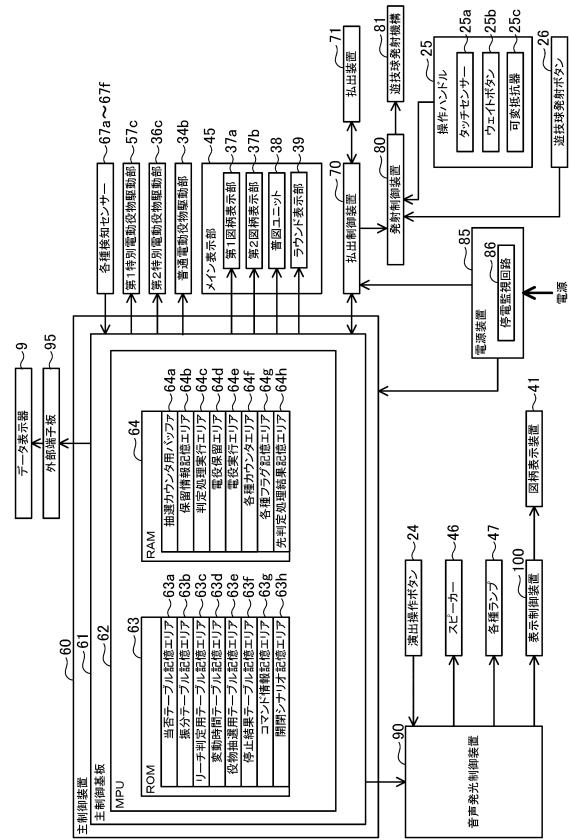 データ表示器
9
外部端子板
95
主制御装置
60
主制御基板
61
MPU
62
ROM
63
当否テーブル記憶エリア
63a
振分テーブル記憶エリア
63b
リーチ判定用テーブル記憶エリア
63c
変動時間テーブル記憶エリア
63d
役物抽選用テーブル記憶エリア
63e
停止結果テーブル記憶エリア
63f
コマンド情報記憶エリア
63g
開閉シナリオ記憶エリア
63h
RAM
64
抽選カウンタ用バッファ
64a
保留情報記憶エリア
64b
判定処理実行エリア
64c
電役保留エリア
64d
電役実行エリア
64e
各種カウンタエリア
64f
各種フラグ記憶エリア
64g
先判定処理結果記憶エリア
64h
各種検知センサー
67a～67f
第1特別電動役物駆動部
57c
第2特別電動役物駆動部
36c
普通電動役物駆動部
34b
メイン表示部
45
第1図柄表示部
37a
第2図柄表示部
37b
普図ユニット
38
ラウンド表示部
39
払出制御装置
70
払出装置
71
発射制御装置
80
遊技球発射機構
81
操作ハンドル
25
タッチセンサー
25a
ウェイトボタン
25b
可変抵抗器
25c
遊技球発射ボタン
26
電源装置
85
停電監視回路
86
電源
音声発光制御装置
90
演出操作ボタン
24
スピーカー
46
各種ランプ
47
表示制御装置
100
図柄表示装置
41